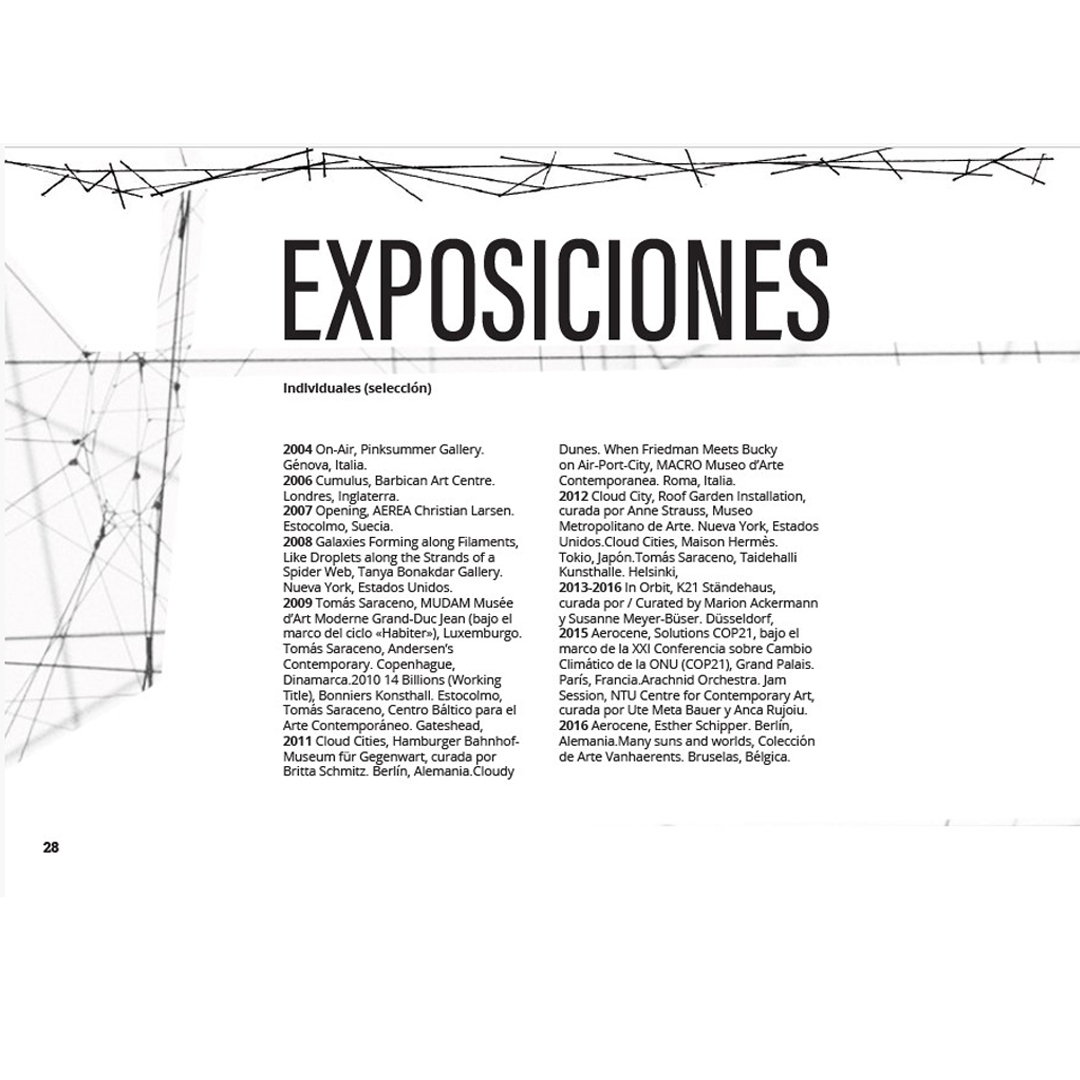 EXPOSICIONES
Individuales (selección)
2004 On-Air, Pinksummer Gallery.
Génova, Italia.
2006 Cumulus, Barbican Art Centre.
Londres, Inglaterra.
2007 Opening, AEREA Christian Larsen.
Estocolmo, Suecia.
2008 Galaxies Forming along Filaments,
Like Droplets along the Strands of a
Spider Web, Tanya Bonakdar Gallery.
Nueva York, Estados Unidos.
2009 Tomás Saraceno, MUDAM Musée
d’Art Moderne Grand-Duc Jean (bajo el
marco del ciclo «Habiter»), Luxemburgo.
Tomás Saraceno, Andersen’s
Contemporary. Copenhague,
Dinamarca.2010 14 Billions (Working
Title), Bonniers Konsthall. Estocolmo,
Tomás Saraceno, Centro Báltico para el
Arte Contemporáneo. Gateshead,
2011 Cloud Cities, Hamburger Bahnhof-
Museum für Gegenwart, curada por
Britta Schmitz. Berlín, Alemania.Cloudy
Dunes. When Friedman Meets Bucky
on Air-Port-City, MACRO Museo d’Arte
Contemporanea. Roma, Italia.
2012 Cloud City, Roof Garden Installation,
curada por Anne Strauss, Museo
Metropolitano de Arte. Nueva York, Estados
Unidos.Cloud Cities, Maison Hermès.
Tokio, Japón.Tomás Saraceno, Taidehalli
Kunsthalle. Helsinki,
2013-2016 In Orbit, K21 Ständehaus,
curada por / Curated by Marion Ackermann
y Susanne Meyer-Büser. Düsseldorf,
2015 Aerocene, Solutions COP21, bajo el
marco de la XXI Conferencia sobre Cambio
Climático de la ONU (COP21), Grand Palais.
París, Francia.Arachnid Orchestra. Jam
Session, NTU Centre for Contemporary Art,
curada por Ute Meta Bauer y Anca Rujoiu.
2016 Aerocene, Esther Schipper. Berlín,
Alemania.Many suns and worlds, Colección
de Arte Vanhaerents. Bruselas, Bélgica.
28